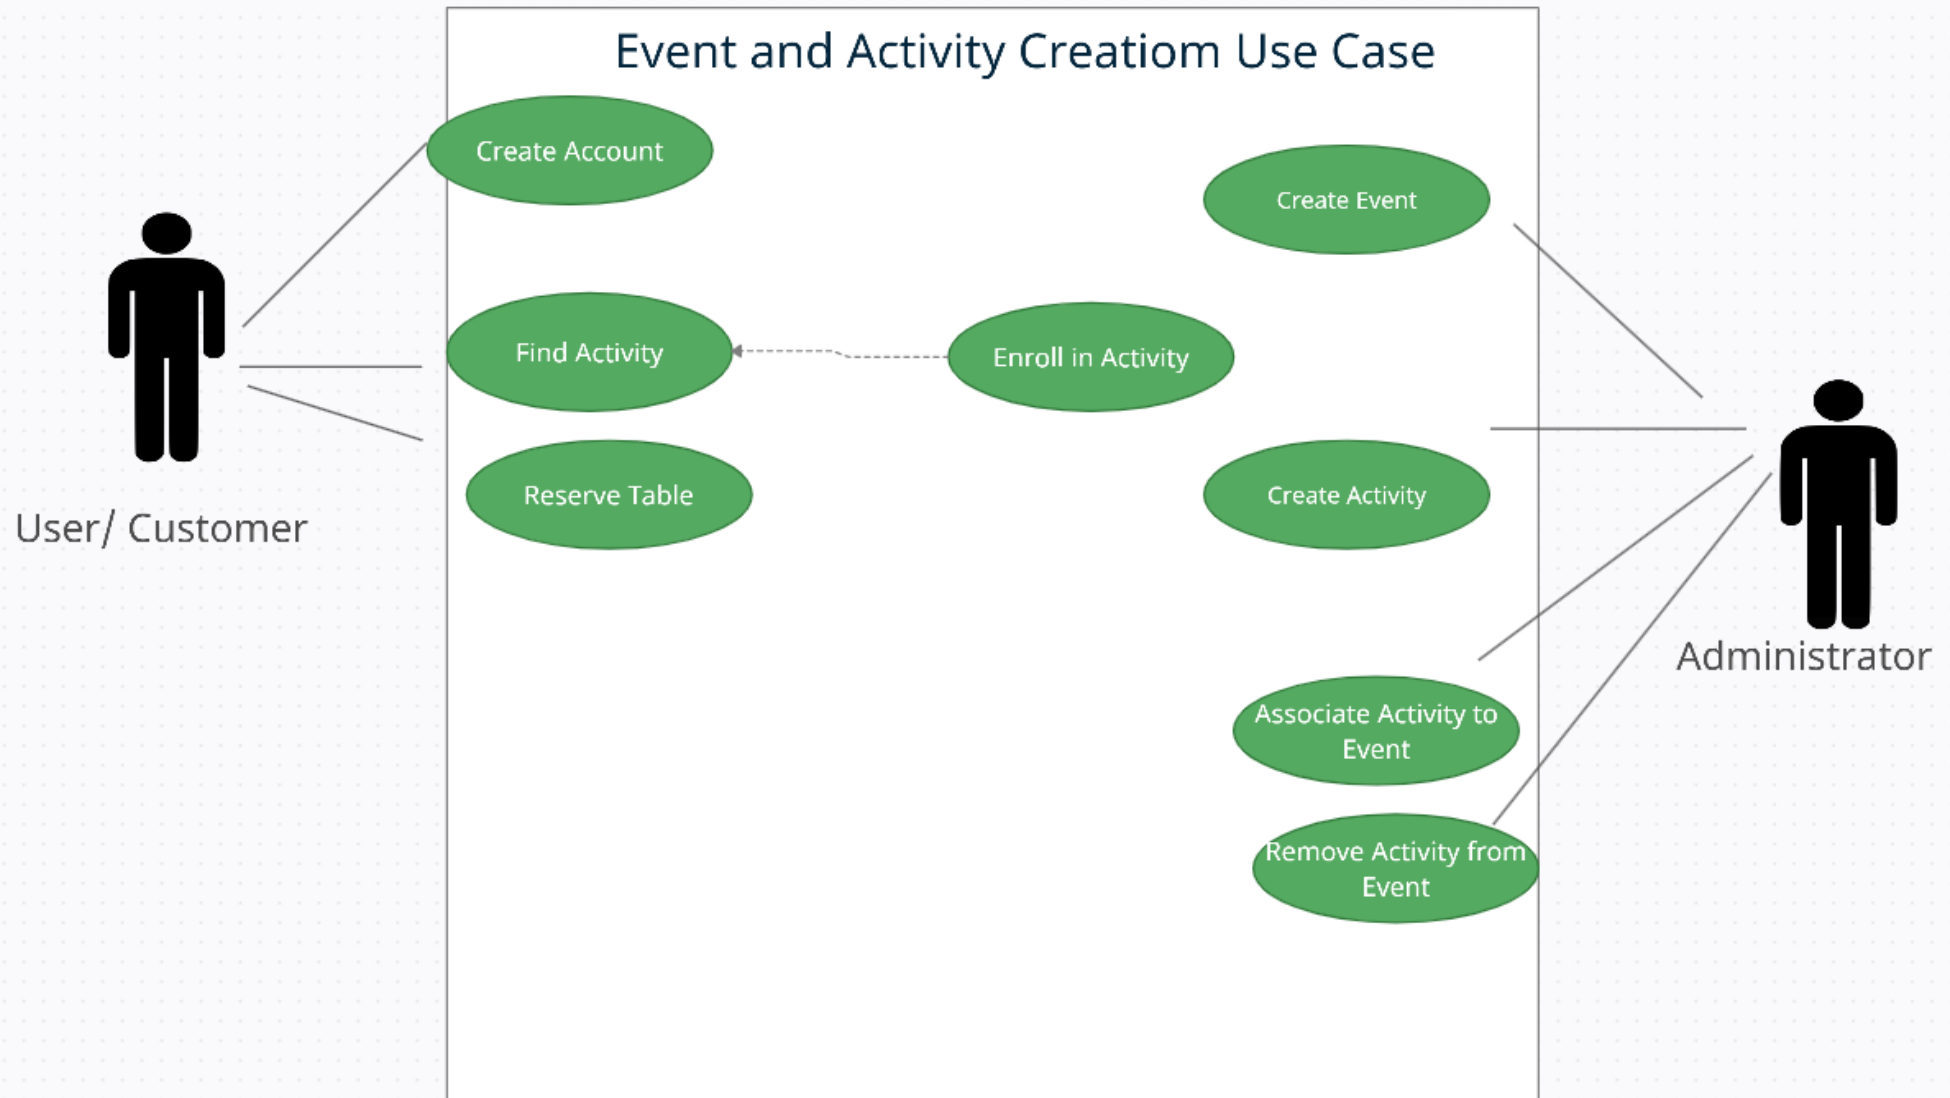 Event and Activity Creatiom Use Case
Create Account
Create Event
Find Activity
Enroll in Activity
Reserve Table
Create Activity
User/ Customer
Administrator
Associate Activity to
Event
Remove Activity from
Event